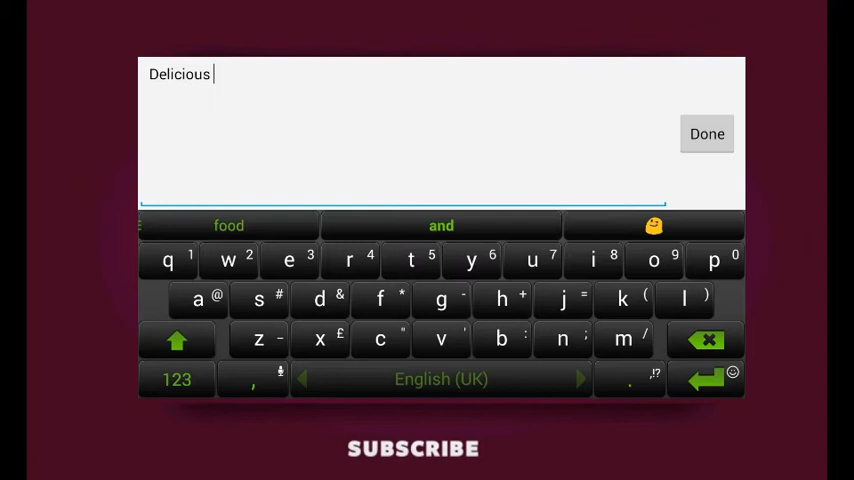 Delicious
Done
food and
q 1 w 2 e 3 r 4 t 5 y 6 u 7 i 8 o 9 p 0
a @ s # d & f * g - h + j = k ( l )
z _ x £ c " v ' b : n ; m /
123 , English (UK) . ,!?
SUBSCRIBE